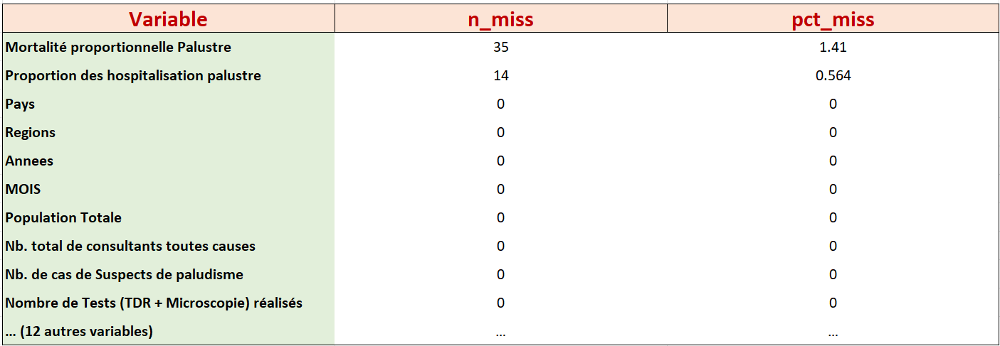 Variable n_miss pct_miss
Mortalité proportionnelle Palustre 35 1.41
Proportion des hospitalisation palustre 14 0.564
Pays 0 0
Regions 0 0
Annees 0 0
MOIS 0 0
Population Totale 0 0
Nb. total de consultants toutes causes 0 0
Nb. de cas de Suspects de paludisme 0 0
Nombre de Tests (TDR + Microscopie) réalisés 0 0
... (12 autres variables) ... ...